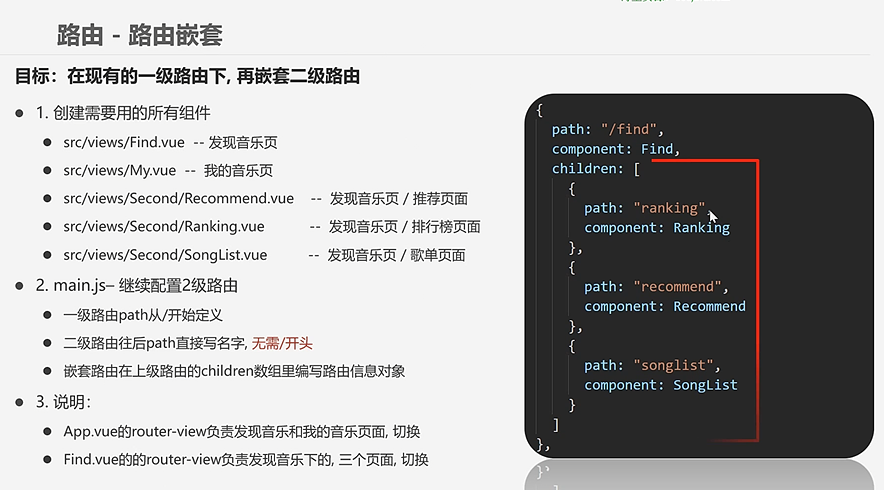 路由 - 路由嵌套
目标：在现有的一级路由下, 再嵌套二级路由
1. 创建需要用的所有组件
src/views/Find.vue -- 发现音乐页
src/views/My.vue -- 我的音乐页
src/views/Second/Recommend.vue -- 发现音乐页 / 推荐页面
src/views/Second/Ranking.vue -- 发现音乐页 / 排行榜页面
src/views/Second/SongList.vue -- 发现音乐页 / 歌单页面
2. main.js– 继续配置2级路由
一级路由path从/开始定义
二级路由往后path直接写名字, 无需/开头
嵌套路由在上级路由的children数组里编写路由信息对象
3. 说明：
App.vue的router-view负责发现音乐和我的音乐页面, 切换
Find.vue的的router-view负责发现音乐下的, 三个页面, 切换
{
path: "/find",
component: Find,
children: [
{
path: "ranking",
component: Ranking
},
{
path: "recommend",
component: Recommend
},
{
path: "songlist",
component: SongList
}
]
},